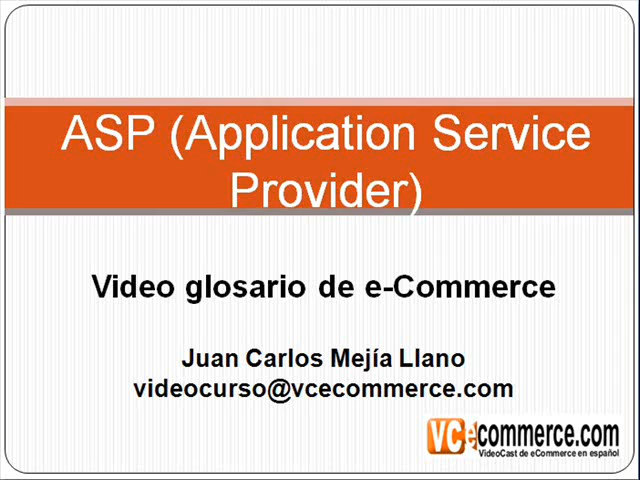 ASP (Application Service
Provider)
Video glosario de e-Commerce
Juan Carlos Mejía Llano
videocurso@vcecommerce.com
VCecommerce.com
VideoCast de eCommerce en español